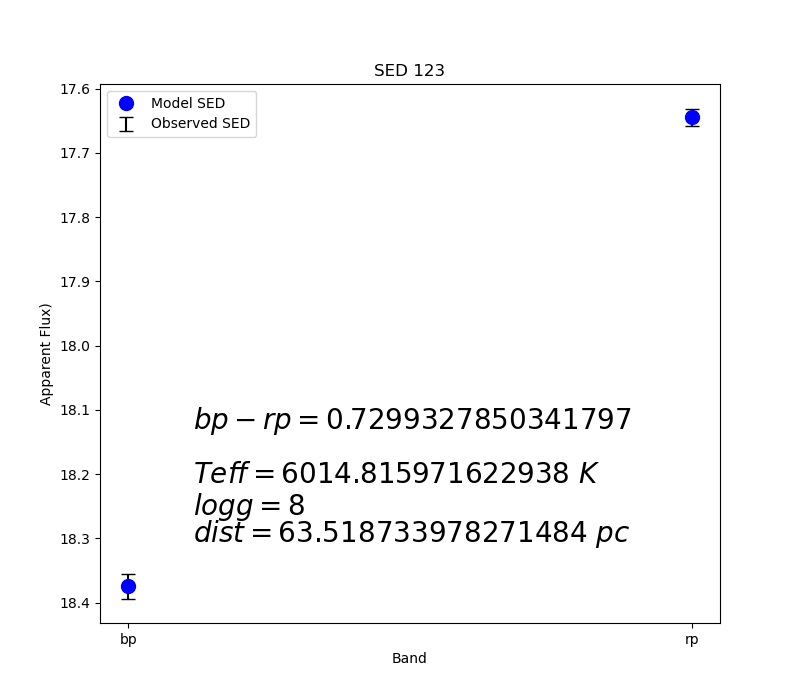 SED 123
Model SED
Observed SED
17.6
17.7
17.8
17.9
18.0
18.1
18.2
18.3
18.4
Apparent Flux)
bp − rp = 0.7299327850341797
Teff = 6014.815971622938 K
logg = 8
dist = 63.518733978271484 pc
bp
rp
Band